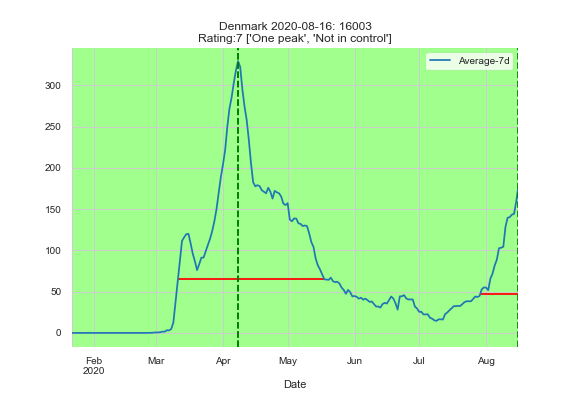 Denmark 2020-08-16: 16003
Rating:7 ['One peak', 'Not in control']
Average-7d
300
250
200
150
100
50
0
Feb
2020
Mar
Apr
May
Jun
Jul
Aug
Date